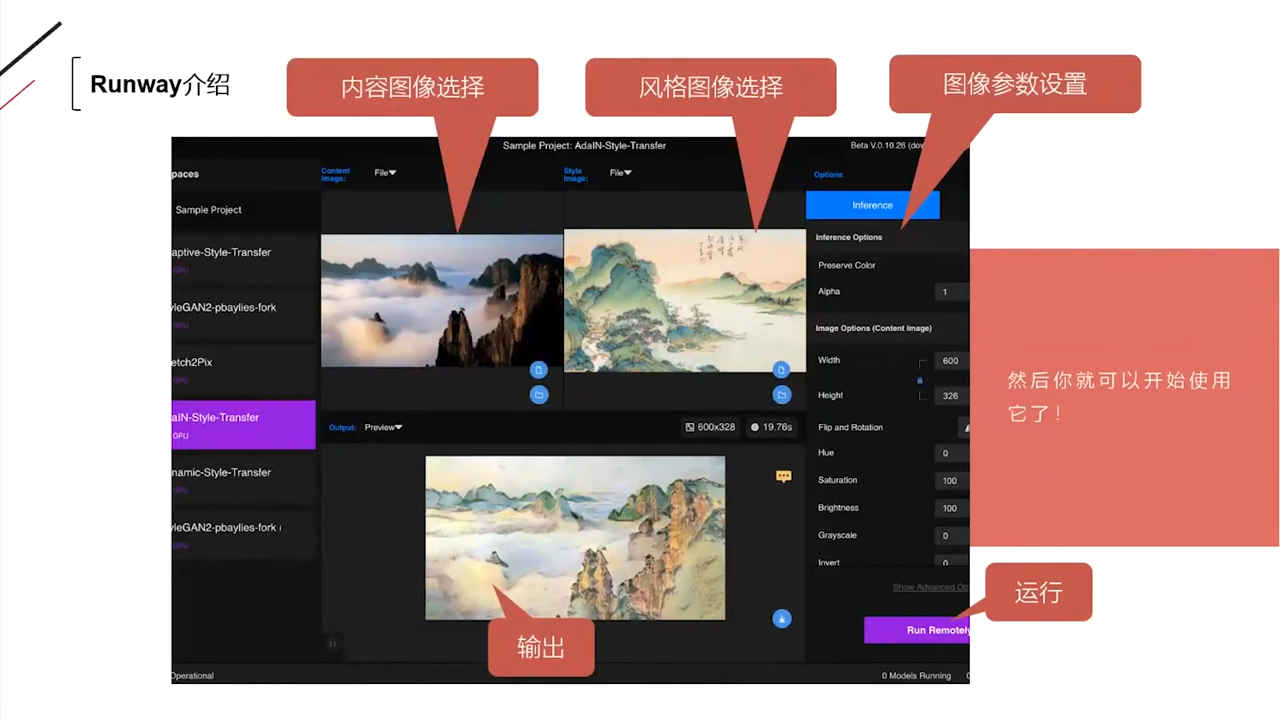 Runway介绍
内容图像选择
风格图像选择
图像参数设置
Sample Project: AdaIN-Style-Transfer
Beta V.0.10.26
paces
Content Image:
File
Style Image:
File
Options
Sample Project
Inference
aptive-Style-Transfer
GPU
Inference Options
Preserve Color
Alpha
1
yleGAN2-pbaylies-fork
GPU
Image Options (Content Image)
etch2Pix
GPU
Width
600
Height
326
然后你就可以开始使用
它了！
aIN-Style-Transfer
GPU
Output:
Preview
600x328
19.76s
Flip and Rotation
Hue
0
namic-Style-Transfer
GPU
Saturation
100
Brightness
100
yleGAN2-pbaylies-fork
GPU
Grayscale
0
Invert
0
Show Advanced
运行
Run Remotely
输出
Operational
0 Models Running